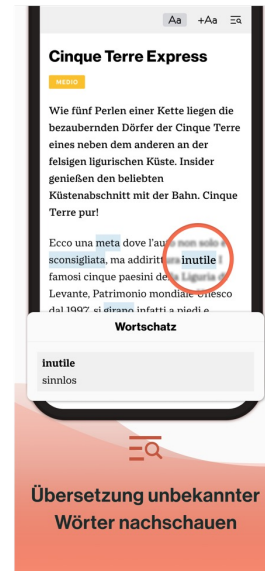 Aa +Aa
Cinque Terre Express
MEDIO
Wie fünf Perlen einer Kette liegen die
bezaubernden Dörfer der Cinque Terre
eines neben dem anderen an der
felsigen ligurischen Küste. Insider
genießen den beliebten
Küstenabschnitt mit der Bahn. Cinque
Terre pur!
Ecco una meta dove l'auto non solo è
sconsigliata, ma addirittura inutile I
famosi cinque paesini della Liguria di
Levante, Patrimonio mondiale Unesco
dal 1997, si girano infatti a piedi e
Wortschatz
inutile
sinnlos
Übersetzung unbekannter
Wörter nachschauen